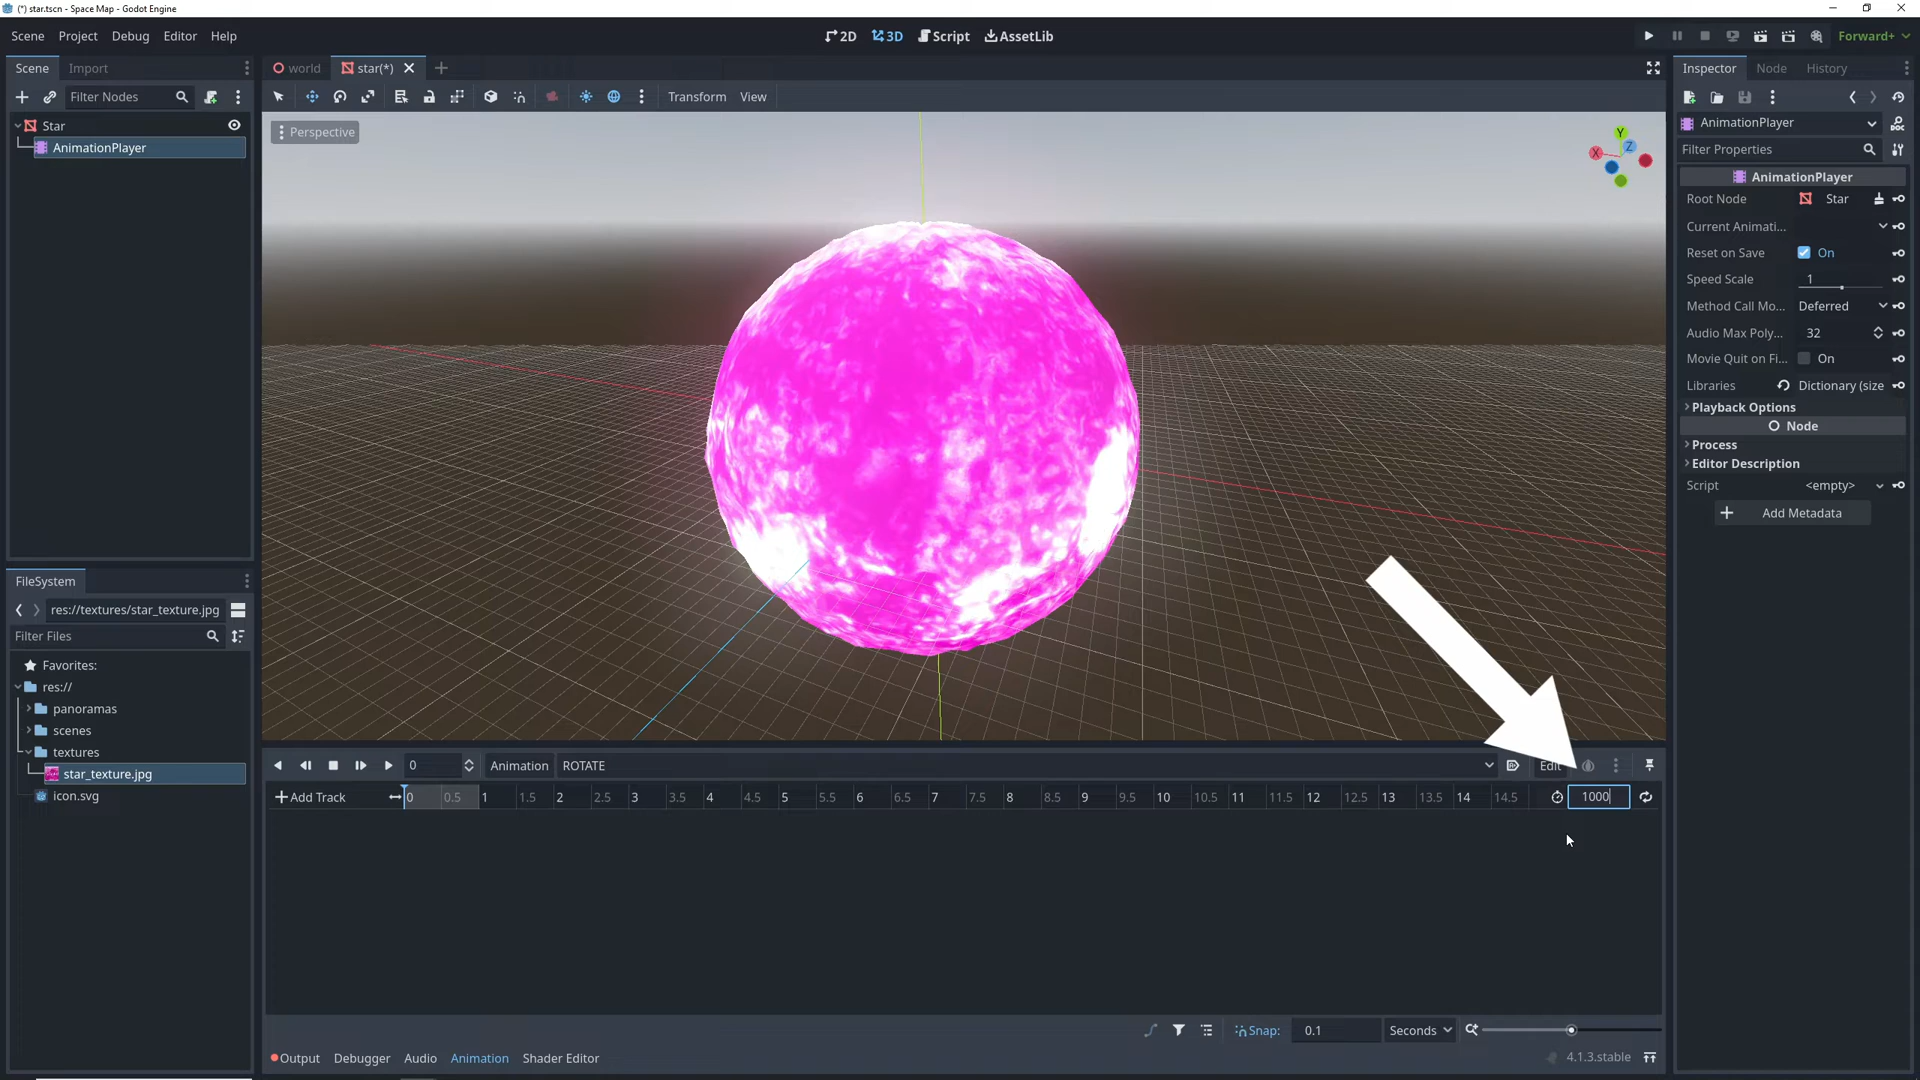 (*) star.tscn - Space Map - Godot Engine
Scene Project Debug Editor Help
2D 3D Script AssetLib
Forward+
Scene Import
world star(*)
Inspector Node History
Filter Nodes
Transform View
Star
AnimationPlayer
Perspective
Y
X
Z
AnimationPlayer
Filter Properties
AnimationPlayer
Root Node Star
Current Animati...
Reset on Save On
Speed Scale 1
Method Call Mo... Deferred
Audio Max Poly... 32
Movie Quit on Fi... On
Libraries Dictionary (size
Playback Options
Node
Process
Editor Description
Script <empty>
Add Metadata
FileSystem
res://textures/star_texture.jpg
Filter Files
Favorites:
res://
panoramas
scenes
textures
star_texture.jpg
icon.svg
0 Animation ROTATE Edit
Add Track 0 0.5 1 1.5 2 2.5 3 3.5 4 4.5 5 5.5 6 6.5 7 7.5 8 8.5 9 9.5 10 10.5 11 11.5 12 12.5 13 13.5 14 14.5 1000
Snap: 0.1 Seconds
Output Debugger Audio Animation Shader Editor 4.1.3.stable